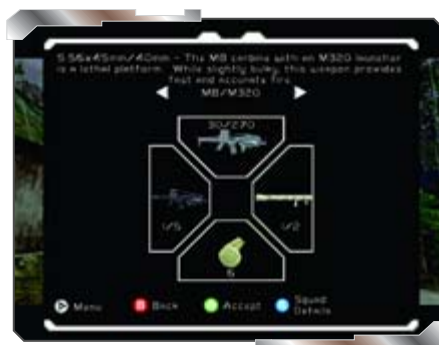 5.56x45mm/40mm - The M8 carbine with an M320 launcher
is a lethal platform. While slightly bulky, this weapon provides
fast and accurate fire.
M8/M320
30/270
1/5
1/2
5
Menu
B Back
Accept
Squad
Details